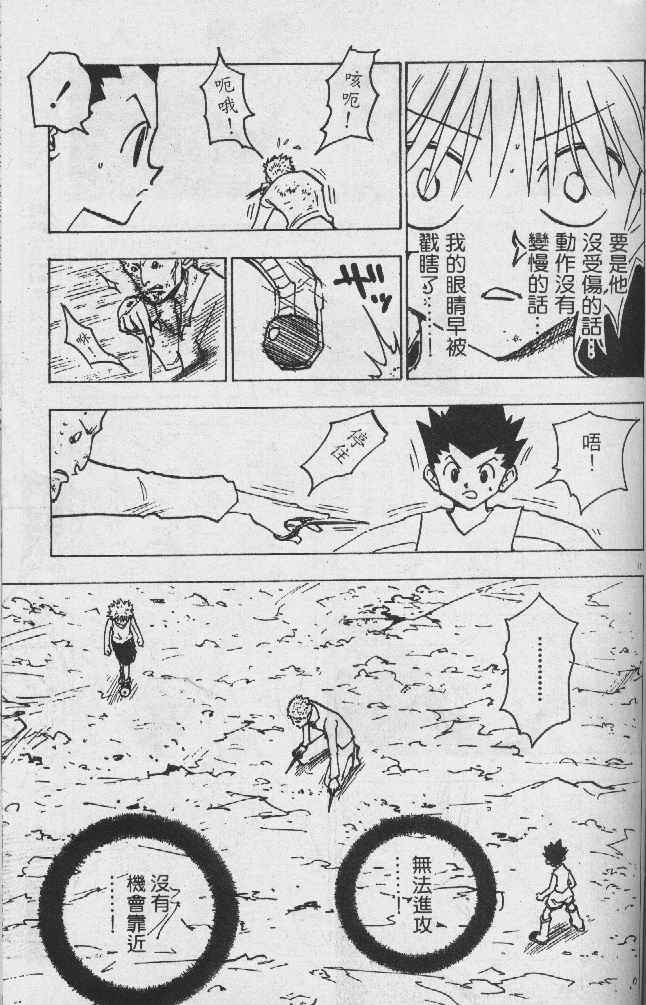 要是他
沒受傷的話…
動作沒有
變慢的話…
我的眼睛早被
戳瞎了…！
咳呃！
呃哦！
！
ギッ
唔！
停住
…………
無法進攻
……！
沒有
機會靠近
……！